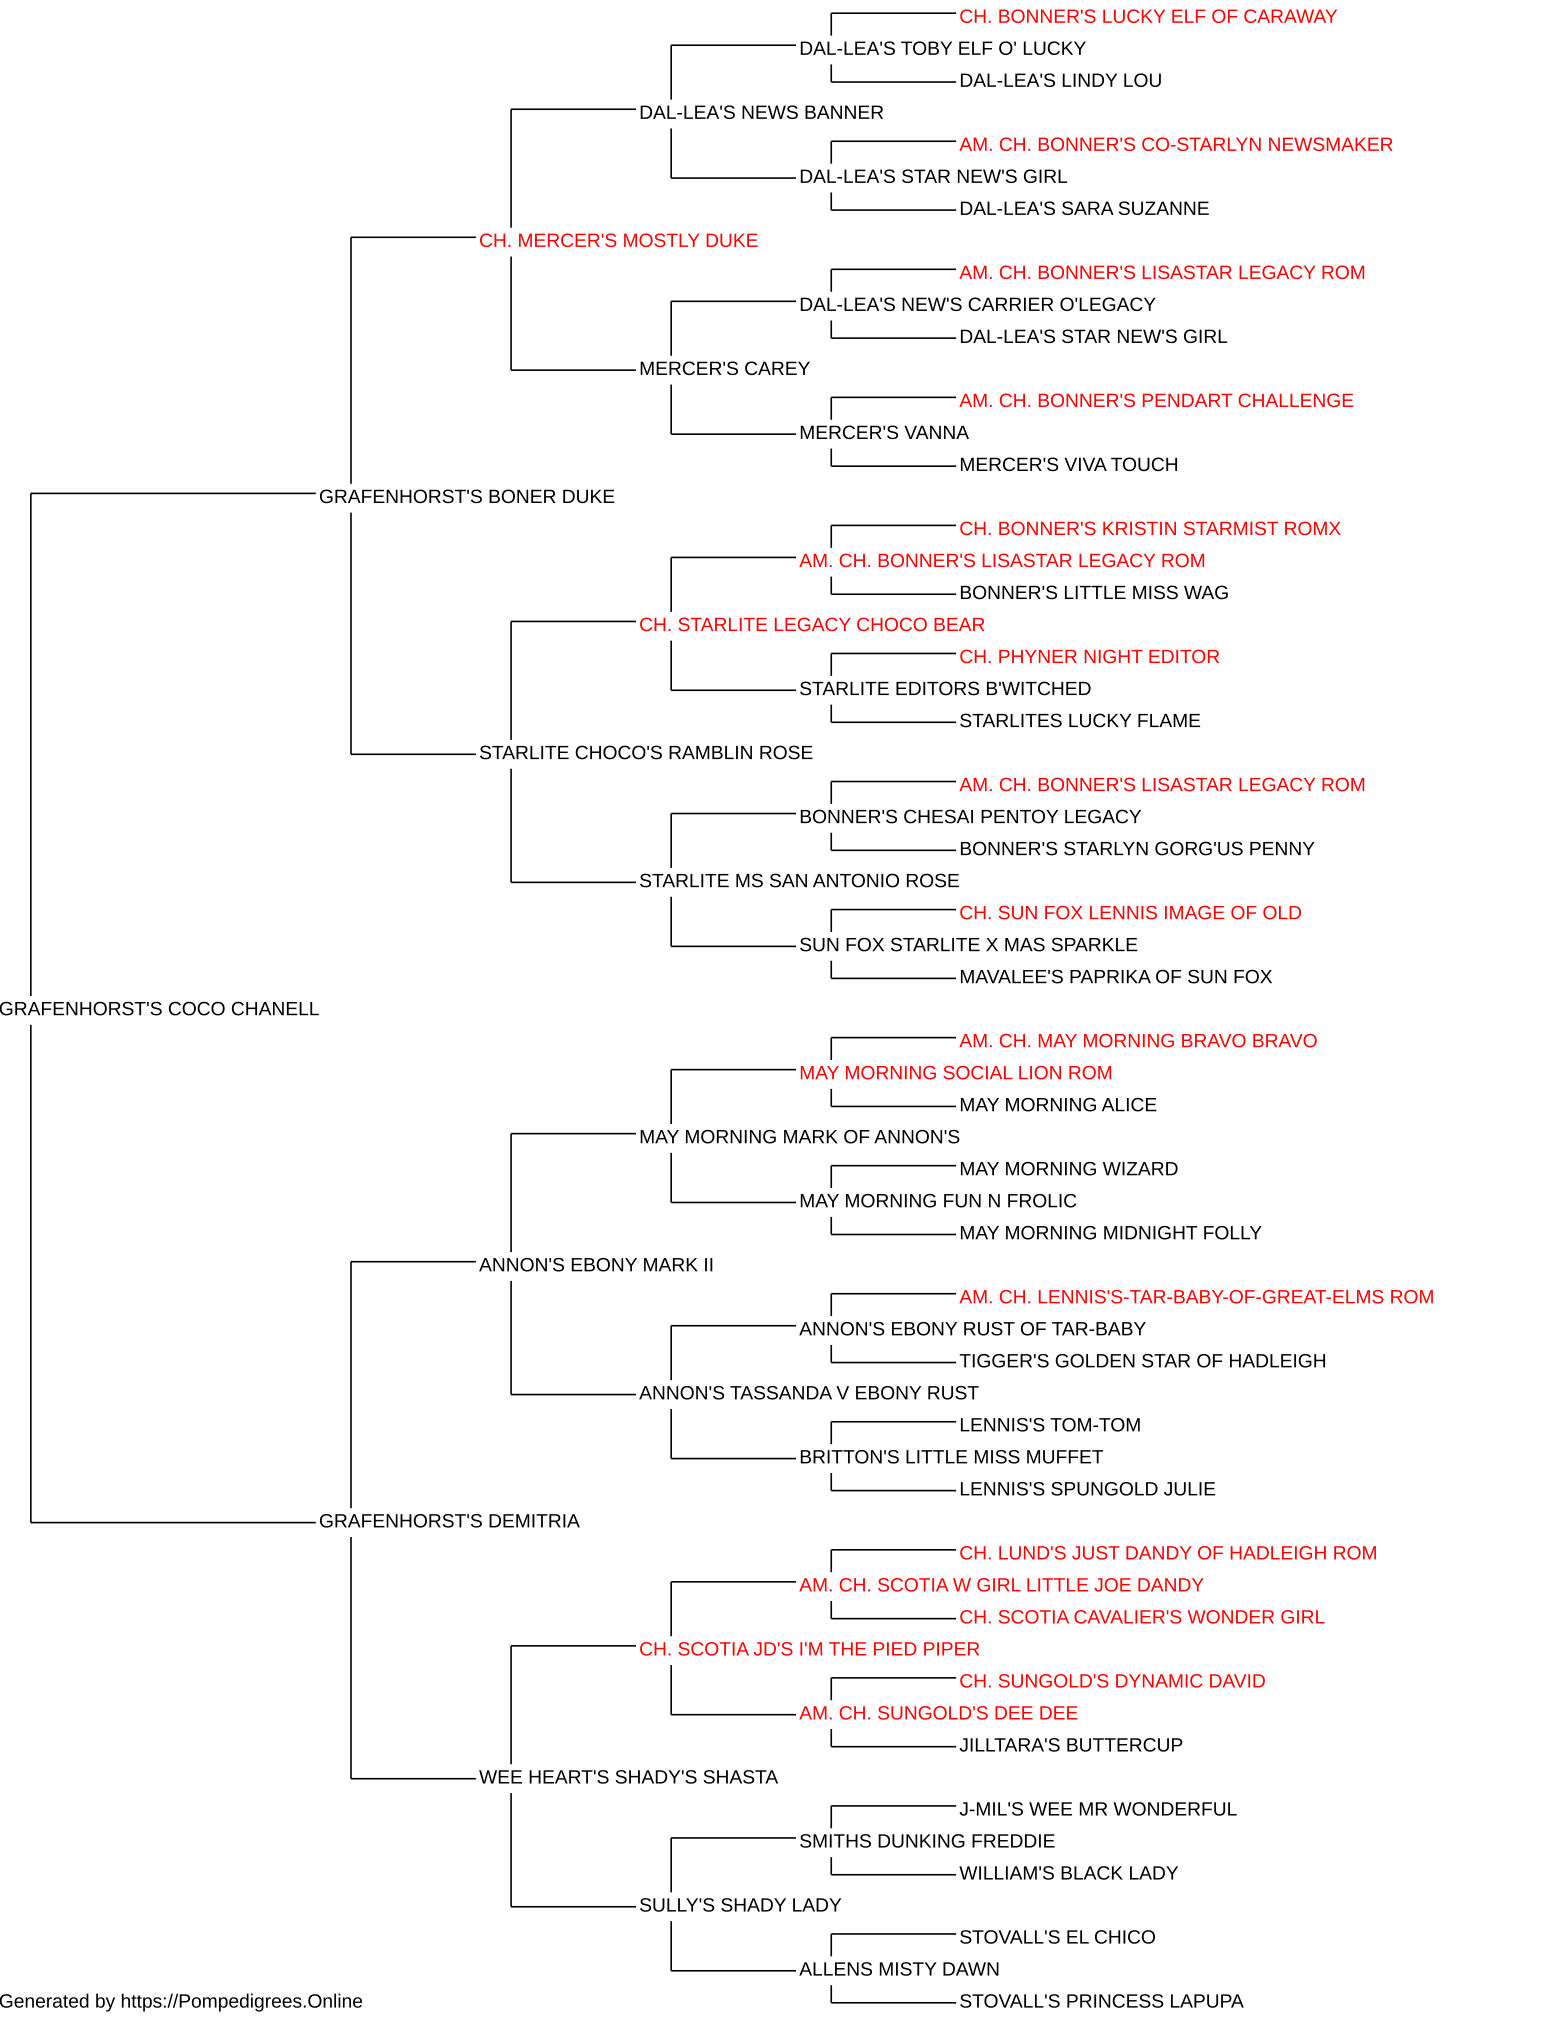 CH. BONNER'S LUCKY ELF OF CARAWAY
DAL-LEA'S TOBY ELF O' LUCKY
DAL-LEA'S LINDY LOU
DAL-LEA'S NEWS BANNER
AM. CH. BONNER'S CO-STARLYN NEWSMAKER
DAL-LEA'S STAR NEW'S GIRL
DAL-LEA'S SARA SUZANNE
CH. MERCER'S MOSTLY DUKE
AM. CH. BONNER'S LISASTAR LEGACY ROM
DAL-LEA'S NEW'S CARRIER O'LEGACY
DAL-LEA'S STAR NEW'S GIRL
MERCER'S CAREY
AM. CH. BONNER'S PENDART CHALLENGE
MERCER'S VANNA
MERCER'S VIVA TOUCH
GRAFENHORST'S BONER DUKE
CH. BONNER'S KRISTIN STARMIST ROMX
AM. CH. BONNER'S LISASTAR LEGACY ROM
BONNER'S LITTLE MISS WAG
CH. STARLITE LEGACY CHOCO BEAR
CH. PHYNER NIGHT EDITOR
STARLITE EDITORS B'WITCHED
STARLITES LUCKY FLAME
STARLITE CHOCO'S RAMBLIN ROSE
AM. CH. BONNER'S LISASTAR LEGACY ROM
BONNER'S CHESAI PENTOY LEGACY
BONNER'S STARLYN GORG'US PENNY
STARLITE MS SAN ANTONIO ROSE
CH. SUN FOX LENNIS IMAGE OF OLD
SUN FOX STARLITE X MAS SPARKLE
MAVALEE'S PAPRIKA OF SUN FOX
GRAFENHORST'S COCO CHANELL
AM. CH. MAY MORNING BRAVO BRAVO
MAY MORNING SOCIAL LION ROM
MAY MORNING ALICE
MAY MORNING MARK OF ANNON'S
MAY MORNING WIZARD
MAY MORNING FUN N FROLIC
MAY MORNING MIDNIGHT FOLLY
ANNON'S EBONY MARK II
AM. CH. LENNIS'S-TAR-BABY-OF-GREAT-ELMS ROM
ANNON'S EBONY RUST OF TAR-BABY
TIGGER'S GOLDEN STAR OF HADLEIGH
ANNON'S TASSANDA V EBONY RUST
LENNIS'S TOM-TOM
BRITTON'S LITTLE MISS MUFFET
LENNIS'S SPUNGOLD JULIE
GRAFENHORST'S DEMITRIA
CH. LUND'S JUST DANDY OF HADLEIGH ROM
AM. CH. SCOTIA W GIRL LITTLE JOE DANDY
CH. SCOTIA CAVALIER'S WONDER GIRL
CH. SCOTIA JD'S I'M THE PIED PIPER
CH. SUNGOLD'S DYNAMIC DAVID
AM. CH. SUNGOLD'S DEE DEE
JILLTARA'S BUTTERCUP
WEE HEART'S SHADY'S SHASTA
J-MIL'S WEE MR WONDERFUL
SMITHS DUNKING FREDDIE
WILLIAM'S BLACK LADY
SULLY'S SHADY LADY
STOVALL'S EL CHICO
ALLENS MISTY DAWN
STOVALL'S PRINCESS LAPUPA
Generated by https://Pompedigrees.Online